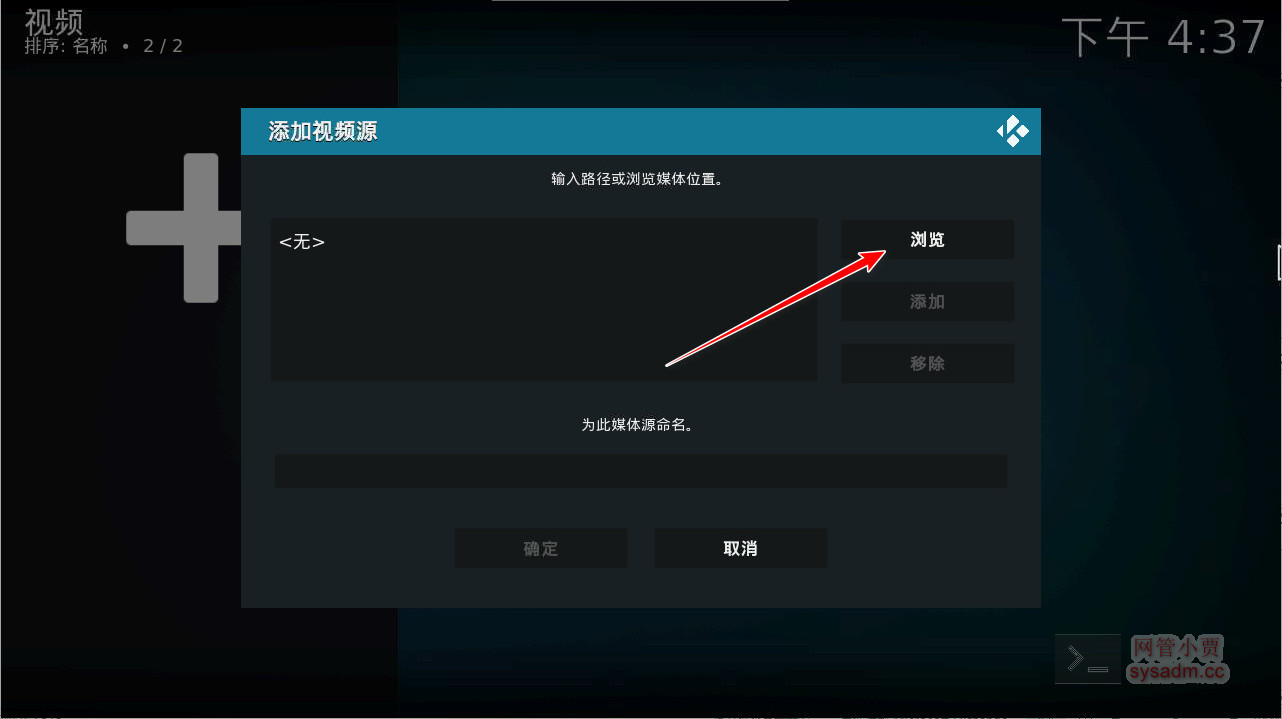 视频
排序: 名称 • 2 / 2
下午 4:37
添加视频源
输入路径或浏览媒体位置。
<无>
浏览
添加
移除
为此媒体源命名。
确定
取消
网管小贾
sysadm.cc